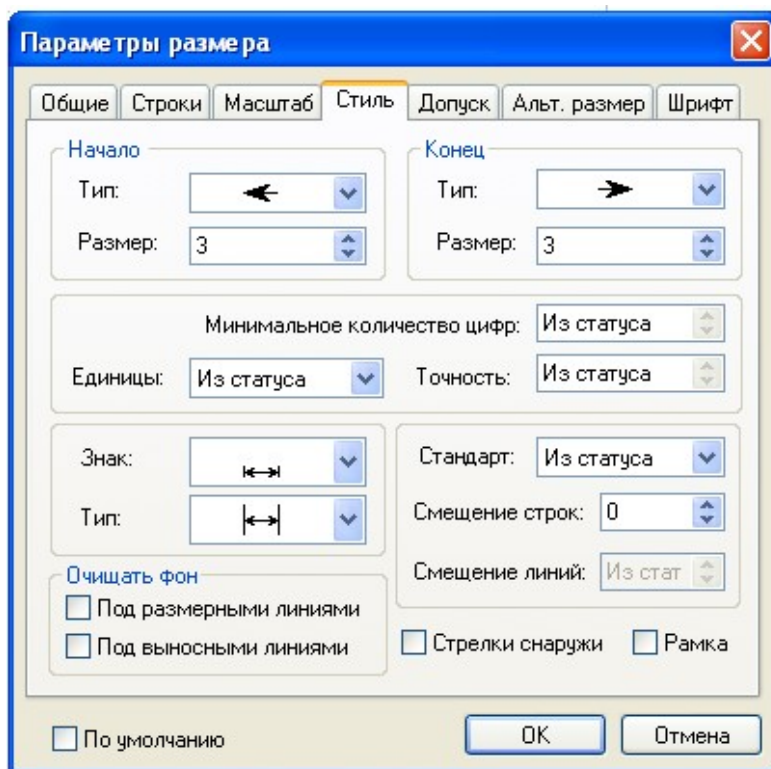 Параметры размера
Общие Строки Масштаб Стиль Допуск Альт. размер Шрифт
Начало
Тип:
Размер: 3
Конец
Тип:
Размер: 3
Минимальное количество цифр: Из статуса
Единицы: Из статуса Точность: Из статуса
Знак:
Тип:
Стандарт: Из статуса
Смещение строк: 0
Смещение линий: Из стат
Очищать фон
Под размерными линиями
Под выносными линиями
Стрелки снаружи Рамка
По умолчанию OK Отмена